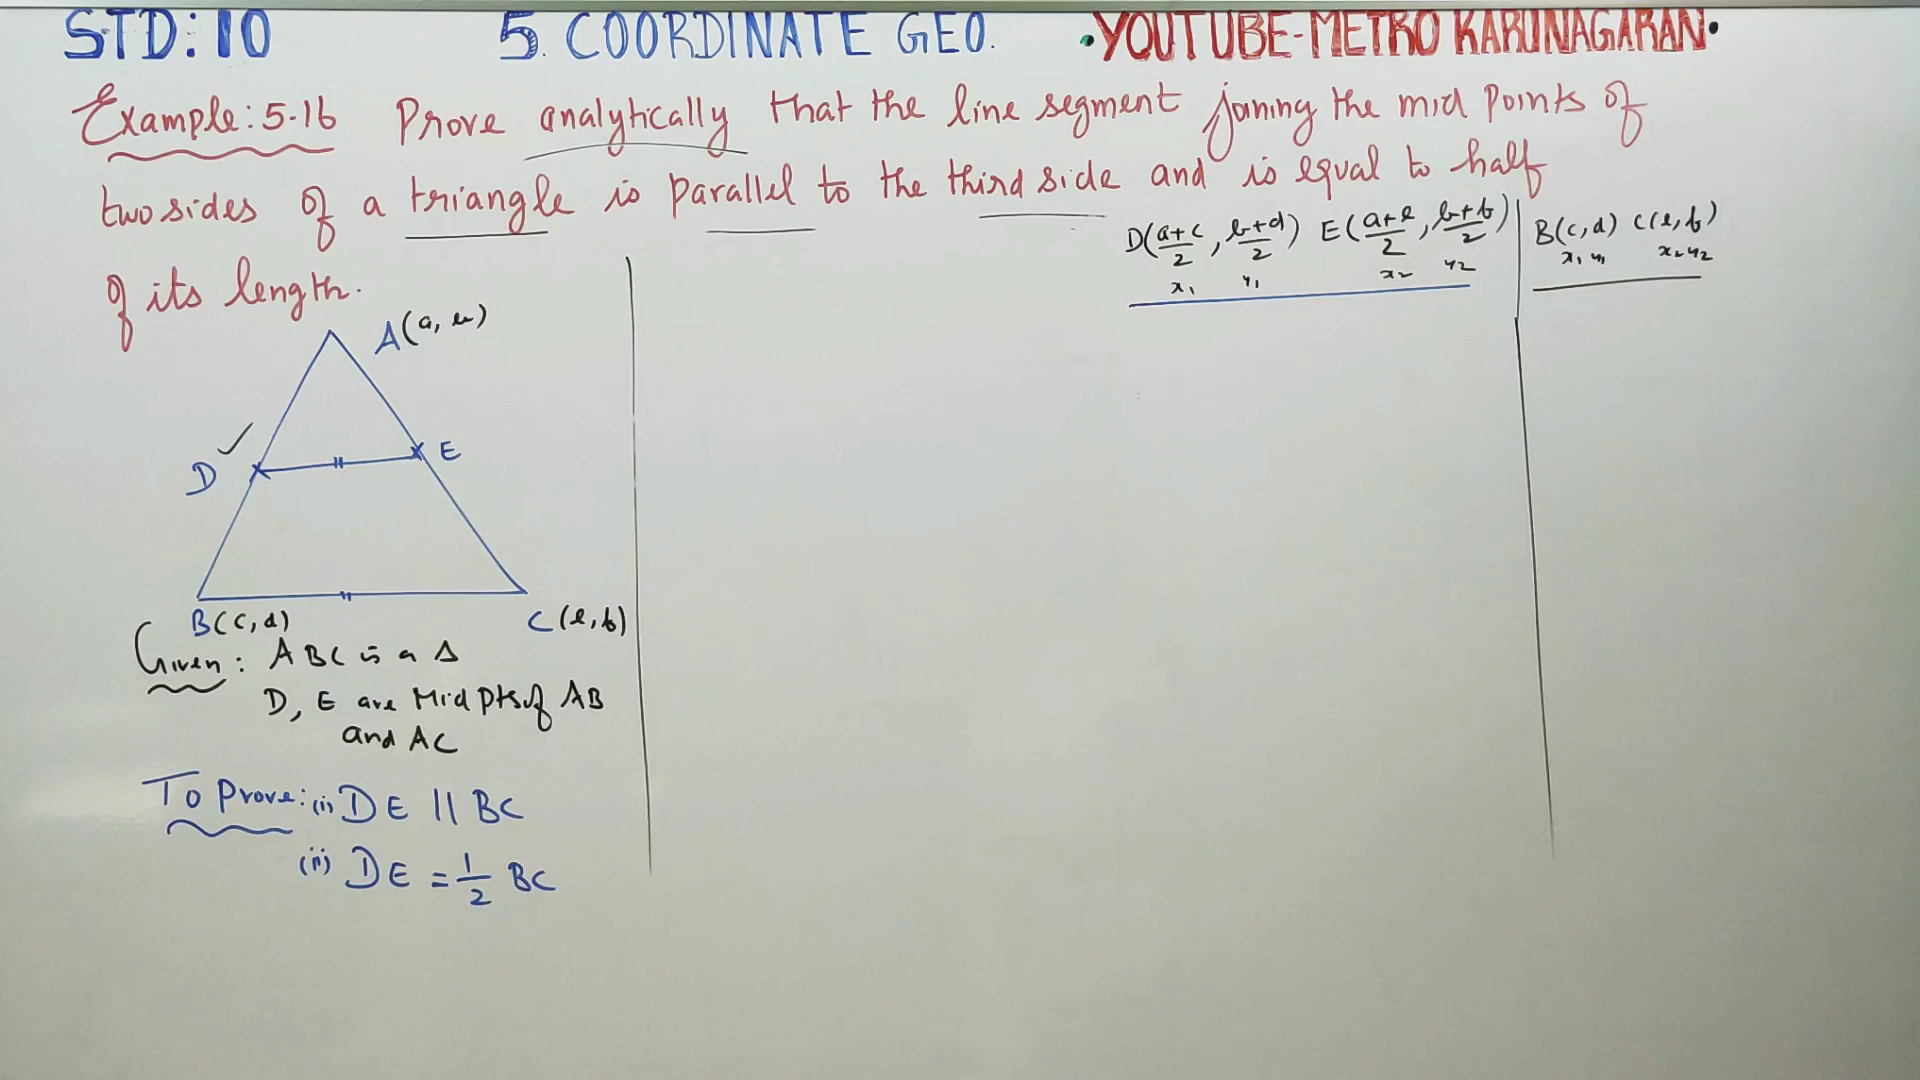 STD: 10 5. COORDINATE GEO. •YOUTUBE-METRO KARUNAGARAN•
Example: 5.16 Prove analytically that the line segment joining the mid points of
two sides of a triangle is parallel to the third side and is equal to half
of its length.
D(a+c/2, b+d/2) E(a+e/2, b+f/2)
x₁ y₁ x₂ y₂
B(c,d) C(e,f)
x₁ y₁ x₂ y₂
A(a, b)
D E
B(c,d) C(e,f)
Given: ABC is a Δ
D, E are Mid pts of AB
and AC
To Prove: (i) DE || BC
(ii) DE = 1/2 BC